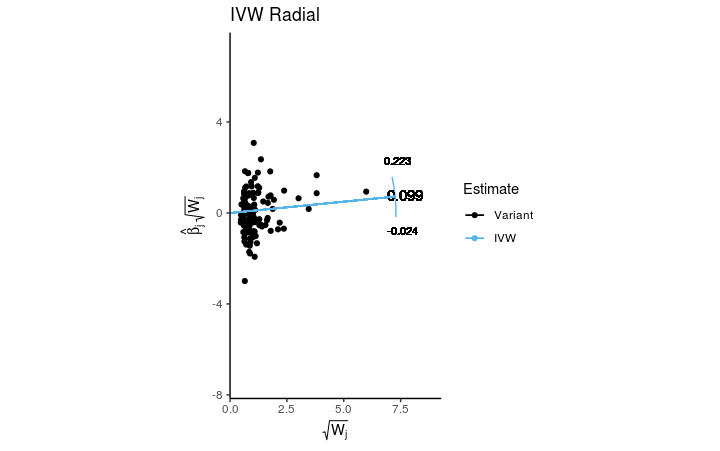 IVW Radial
4
0
-4
-8
β̂ⱼ√Wⱼ
0.223
0.099
-0.024
0.0
2.5
5.0
7.5
√Wⱼ
Estimate
Variant
IVW